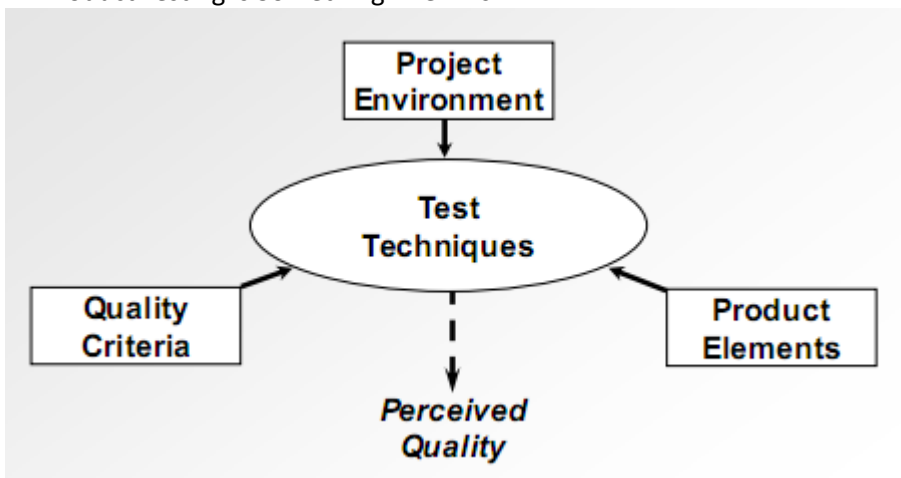 Project
Environment
Test
Techniques
Quality
Criteria
Product
Elements
Perceived
Quality